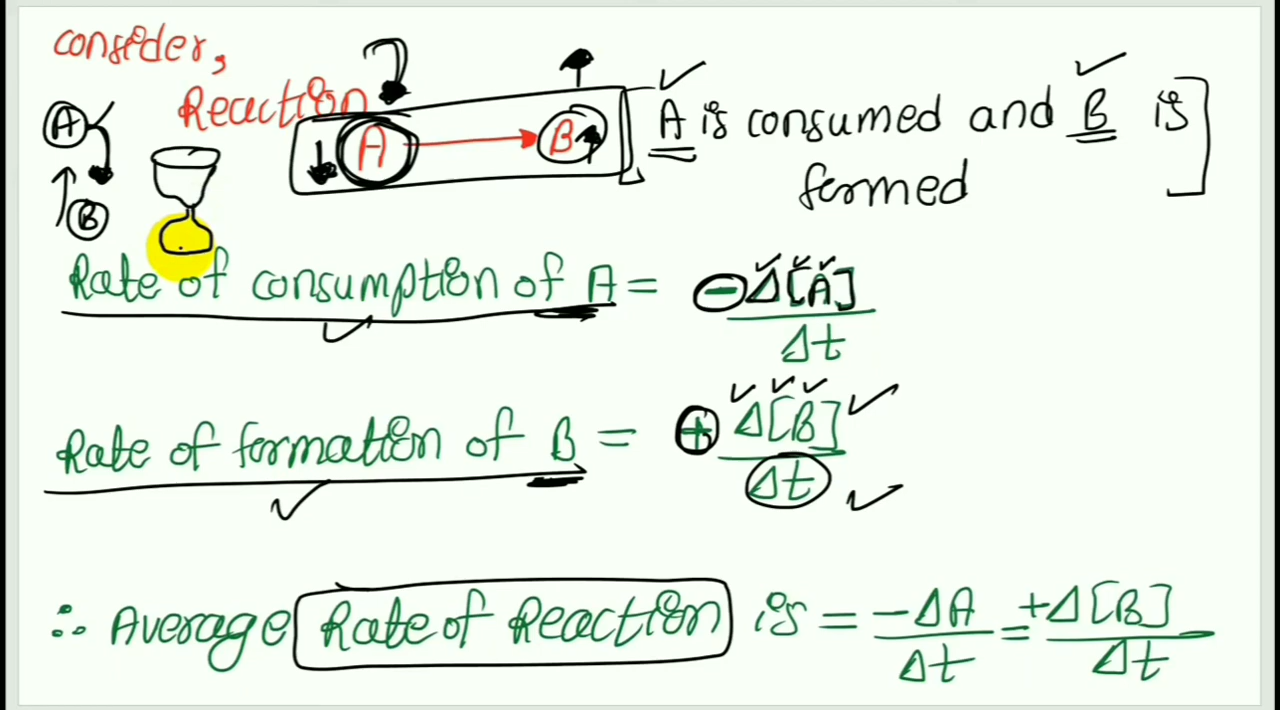 consider,
Reaction A → B A is consumed and B is
formed
A
B
Rate of consumption of A = -Δ[A]
Δt
Rate of formation of B = +Δ[B]
Δt
∴ Average Rate of Reaction is = -ΔA = +Δ[B]
Δt Δt